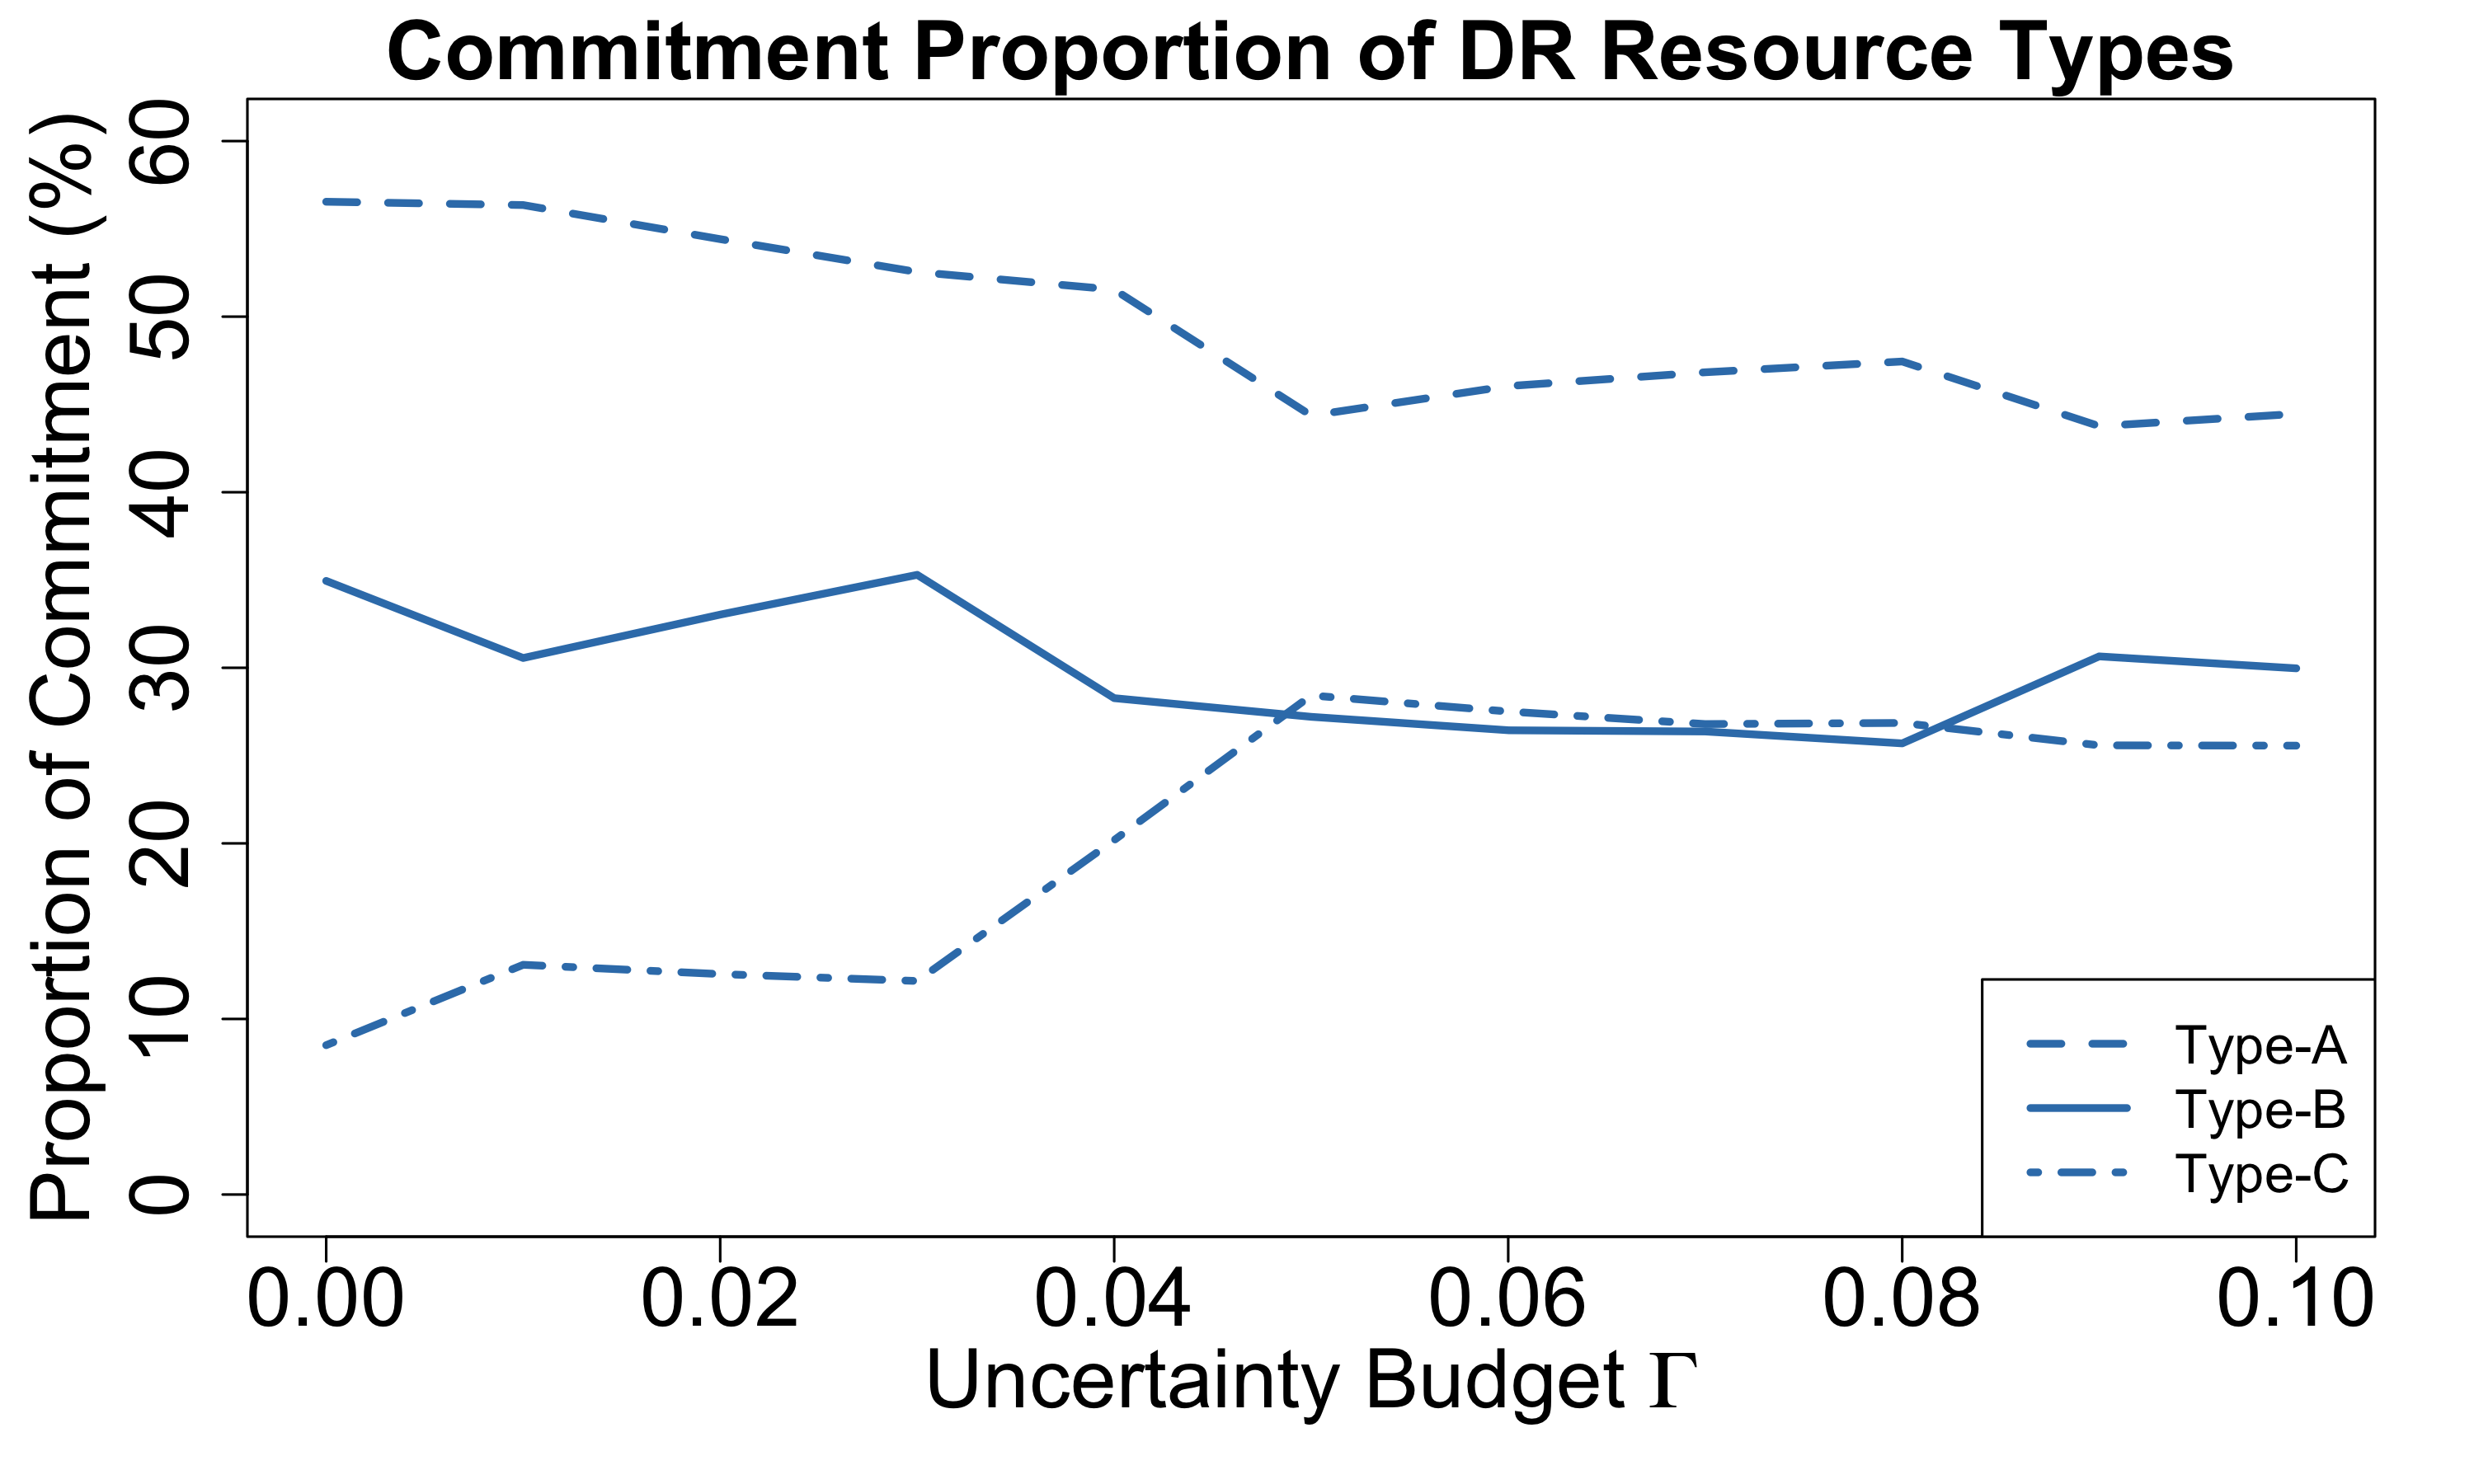 Commitment Proportion of DR Resource Types
Proportion of Commitment (%)
60
50
40
30
20
10
0
Type-A
Type-B
Type-C
0.00 0.02 0.04 0.06 0.08 0.10
Uncertainty Budget Γ